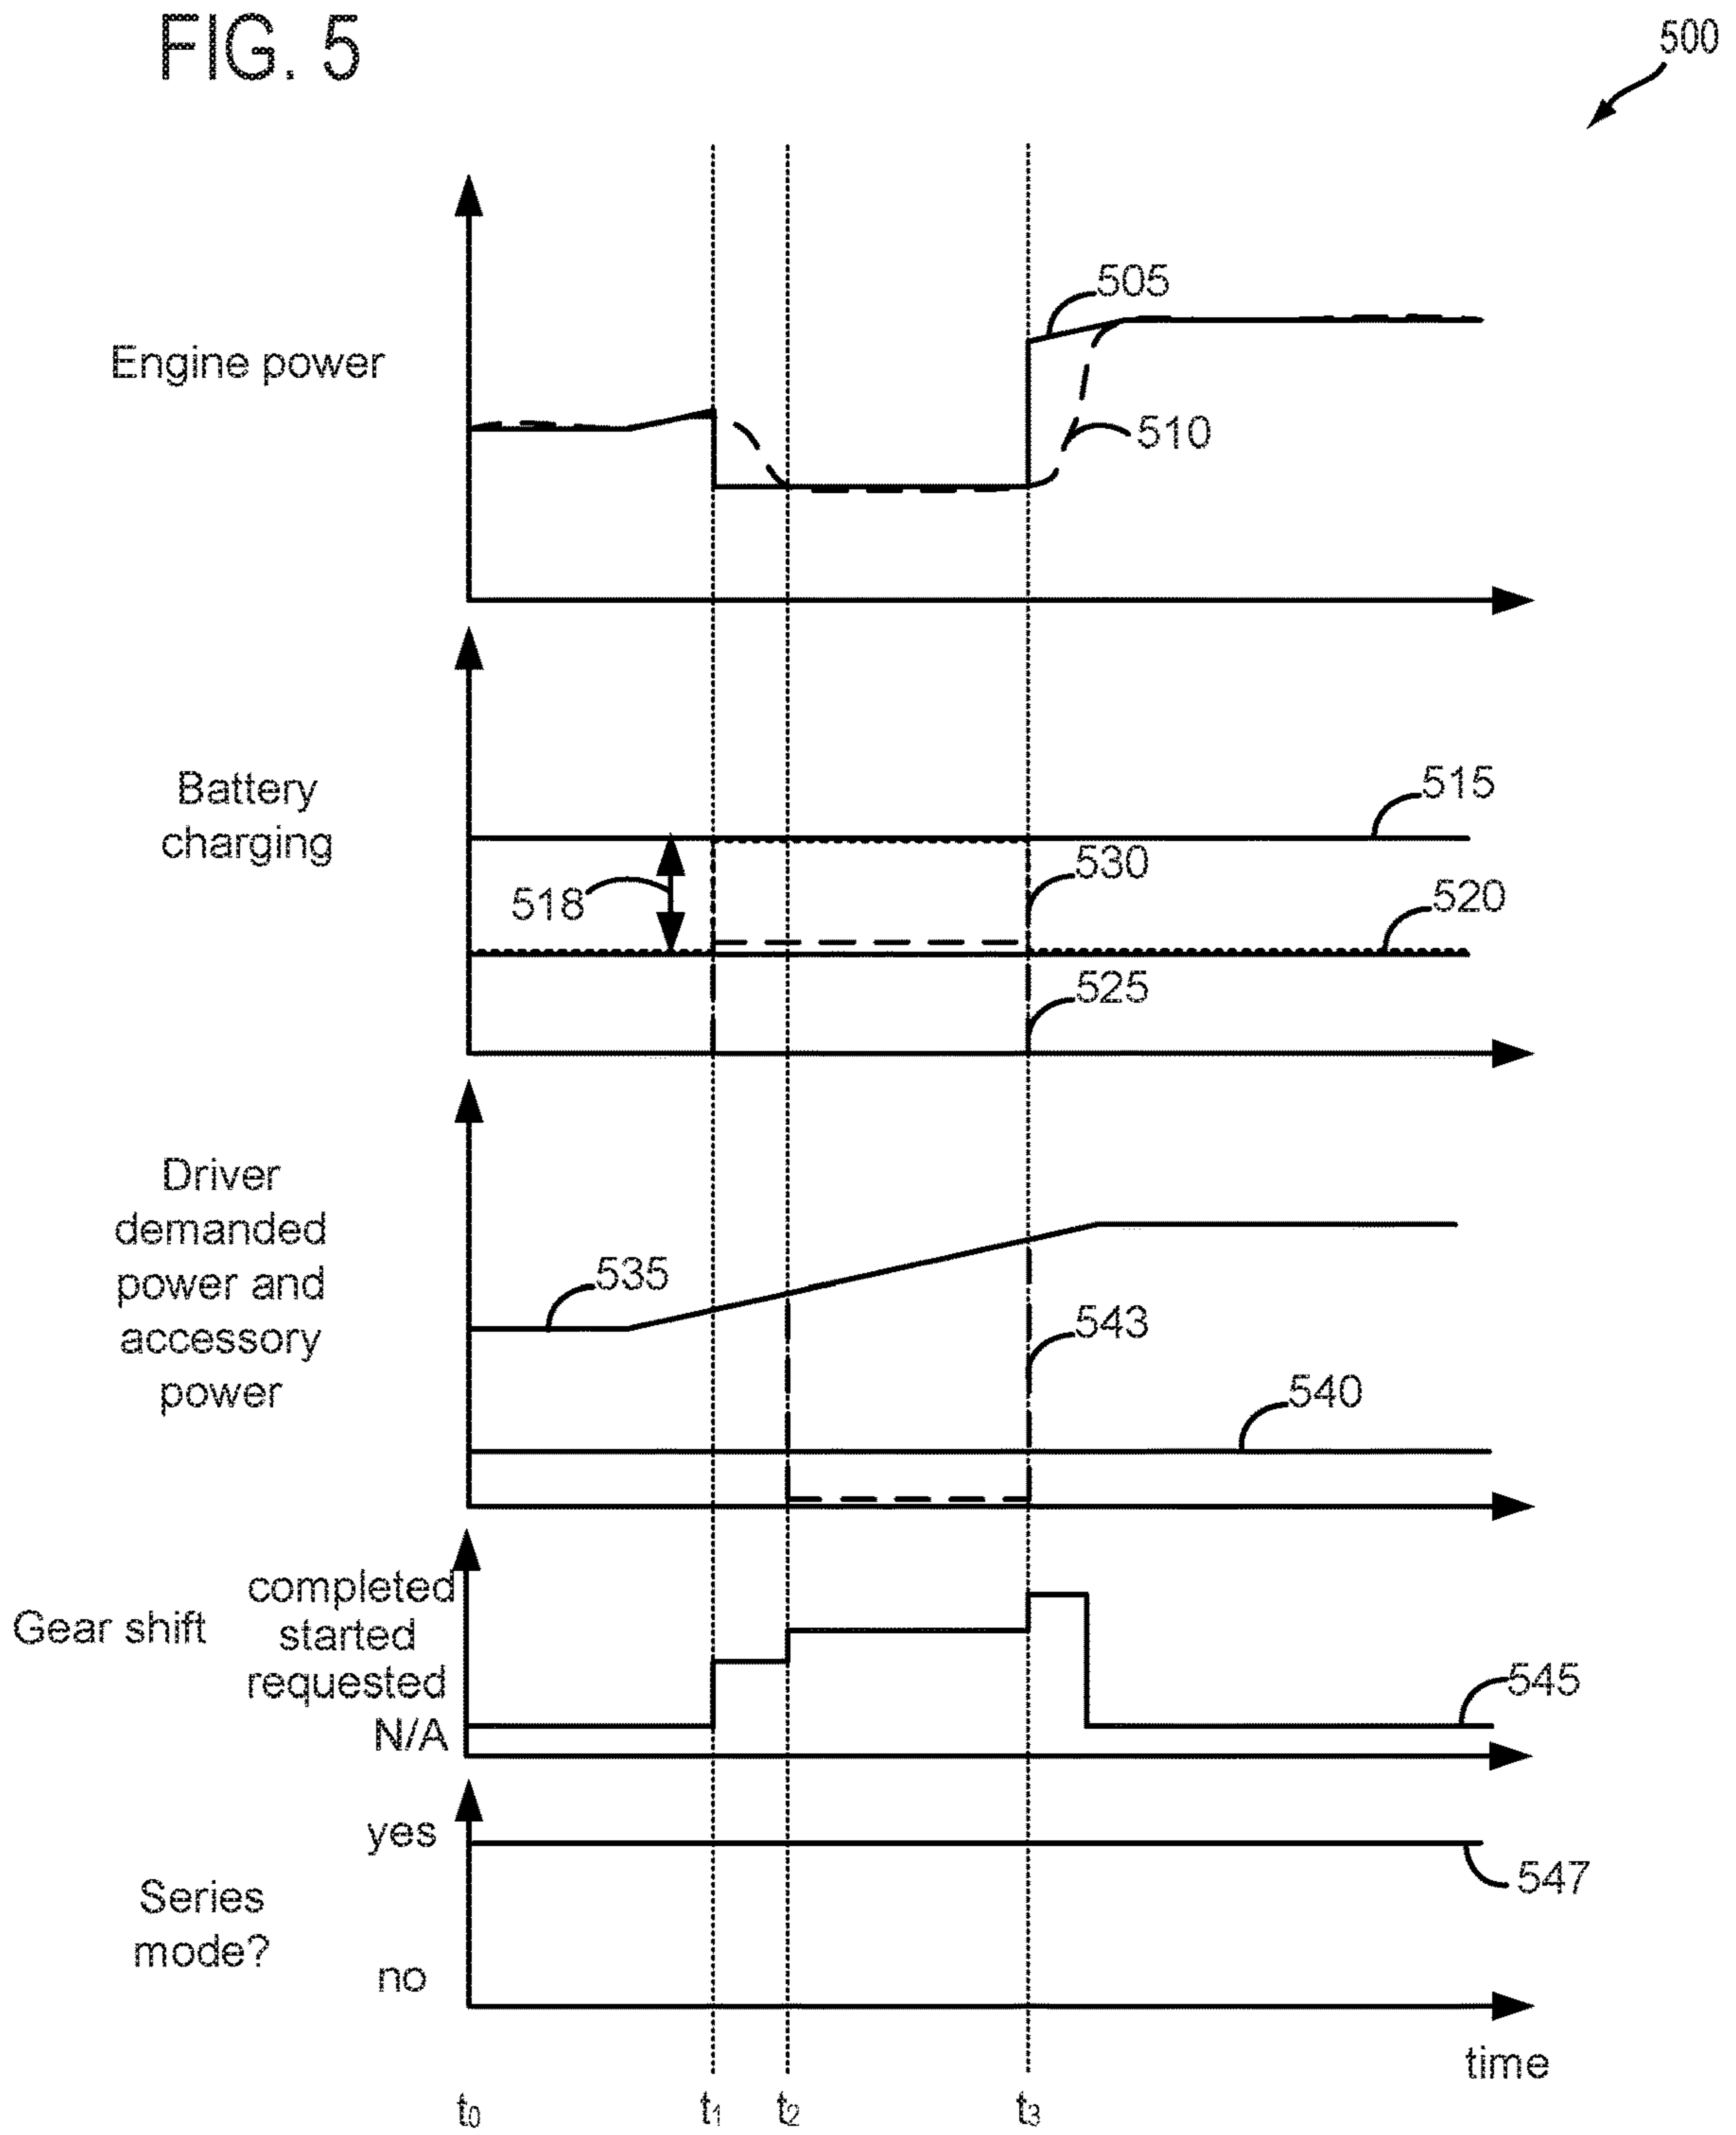 FIG. 5
500
505
Engine power
510
Battery
charging
515
530
518
520
525
Driver
demanded
power and
accessory
power
535
543
540
Gear shift
completed
started
requested
N/A
545
yes
547
Series
mode?
no
time
t0
t1
t2
t3